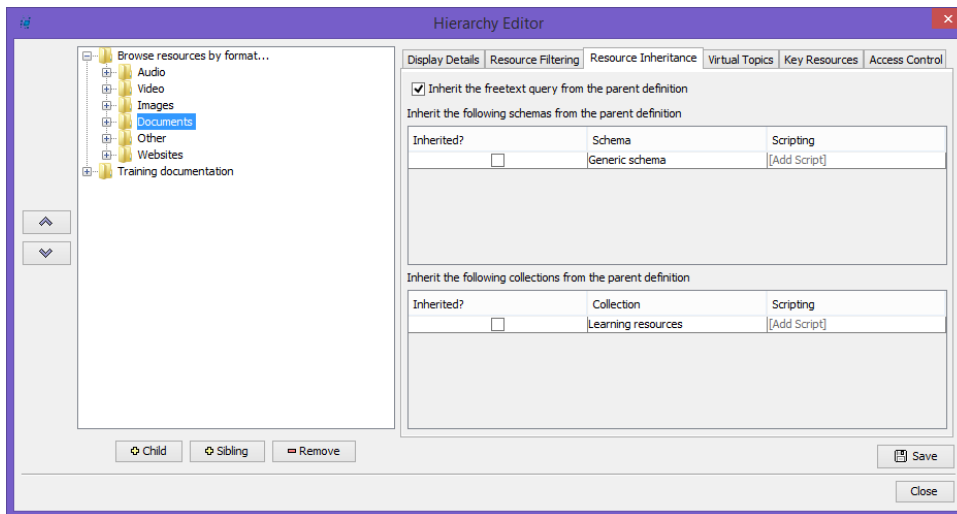 Hierarchy Editor
Browse resources by format...
Audio
Video
Images
Documents
Other
Websites
Training documentation
Child
Sibling
Remove
Display Details Resource Filtering Resource Inheritance Virtual Topics Key Resources Access Control
Inherit the freetext query from the parent definition
Inherit the following schemas from the parent definition
Inherited? Schema Scripting
Generic schema [Add Script]
Inherit the following collections from the parent definition
Inherited? Collection Scripting
Learning resources [Add Script]
Save
Close